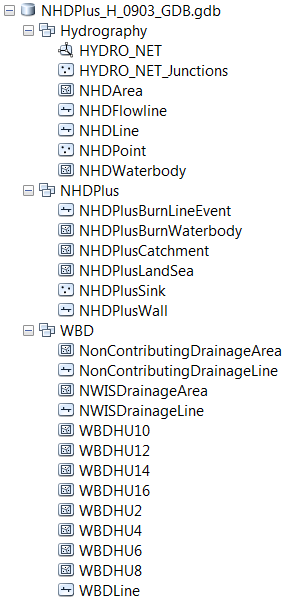 NHDPlus_H_0903_GDB.gdb
Hydrography
HYDRO_NET
HYDRO_NET_Junctions
NHDArea
NHDFlowline
NHDLine
NHDPoint
NHDWaterbody
NHDPlus
NHDPlusBurnLineEvent
NHDPlusBurnWaterbody
NHDPlusCatchment
NHDPlusLandSea
NHDPlusSink
NHDPlusWall
WBD
NonContributingDrainageArea
NonContributingDrainageLine
NWISDrainageArea
NWISDrainageLine
WBDHU10
WBDHU12
WBDHU14
WBDHU16
WBDHU2
WBDHU4
WBDHU6
WBDHU8
WBDLine